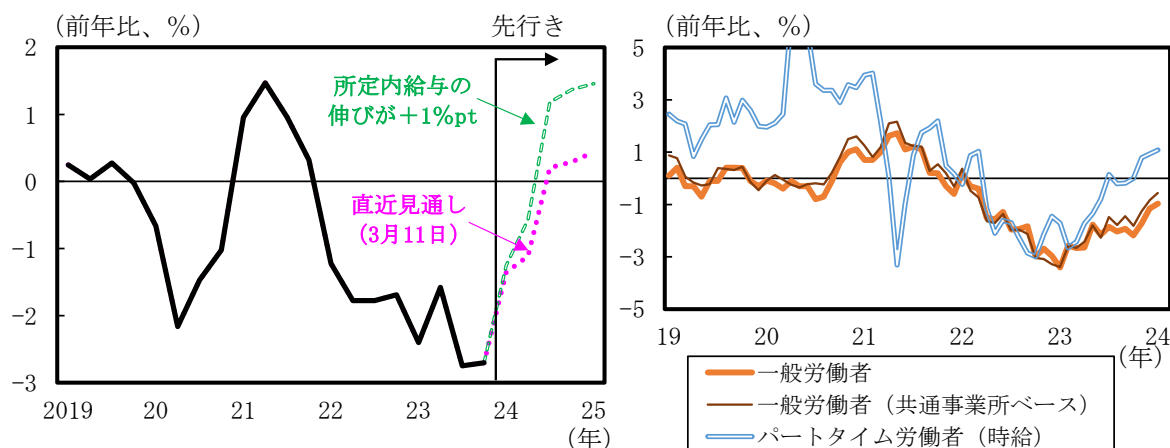 (前年比、%)
先行き
2
1
0
−1
−2
−3
所定内給与の
伸びが+1%pt
直近見通し
(3月11日)
2019 20 21 22 23 24 25
(年)
(前年比、%)
5
3
1
-1
-3
-5
19 20 21 22 23 24
(年)
一般労働者
一般労働者(共通事業所ベース)
パートタイム労働者(時給)